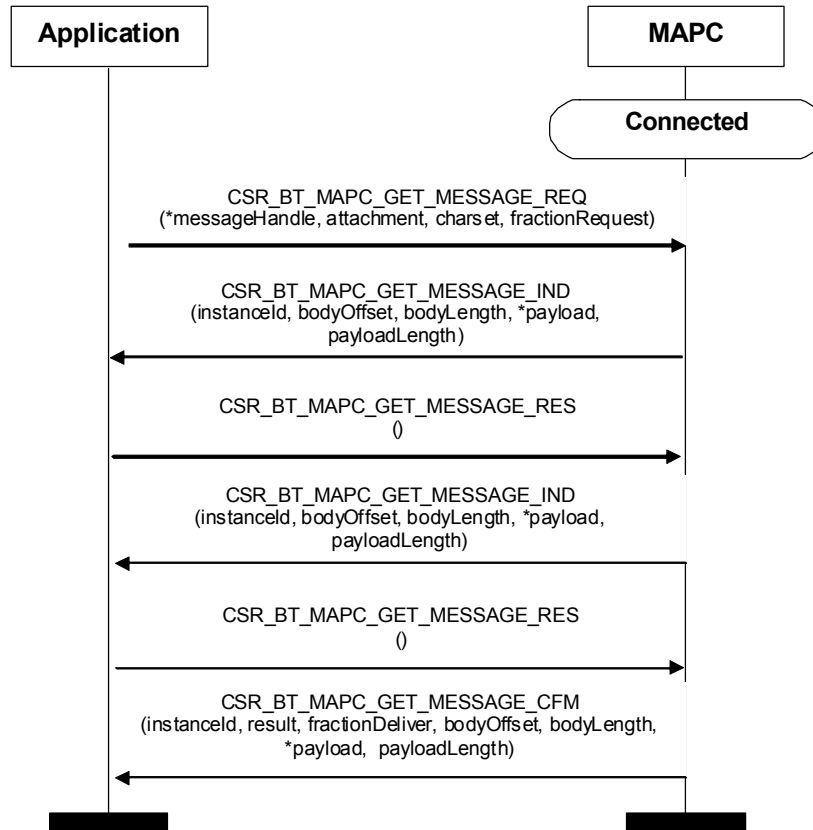 Application
MAPC
Connected
CSR_BT_MAPC_GET_MESSAGE_REQ
(*messageHandle, attachment, charset, fractionRequest)
CSR_BT_MAPC_GET_MESSAGE_IND
(instanceId, bodyOffset, bodyLength, *payload,
payloadLength)
CSR_BT_MAPC_GET_MESSAGE_RES
()
CSR_BT_MAPC_GET_MESSAGE_IND
(instanceId, bodyOffset, bodyLength, *payload,
payloadLength)
CSR_BT_MAPC_GET_MESSAGE_RES
()
CSR_BT_MAPC_GET_MESSAGE_CFM
(instanceId, result, fractionDeliver, bodyOffset, bodyLength,
*payload, payloadLength)